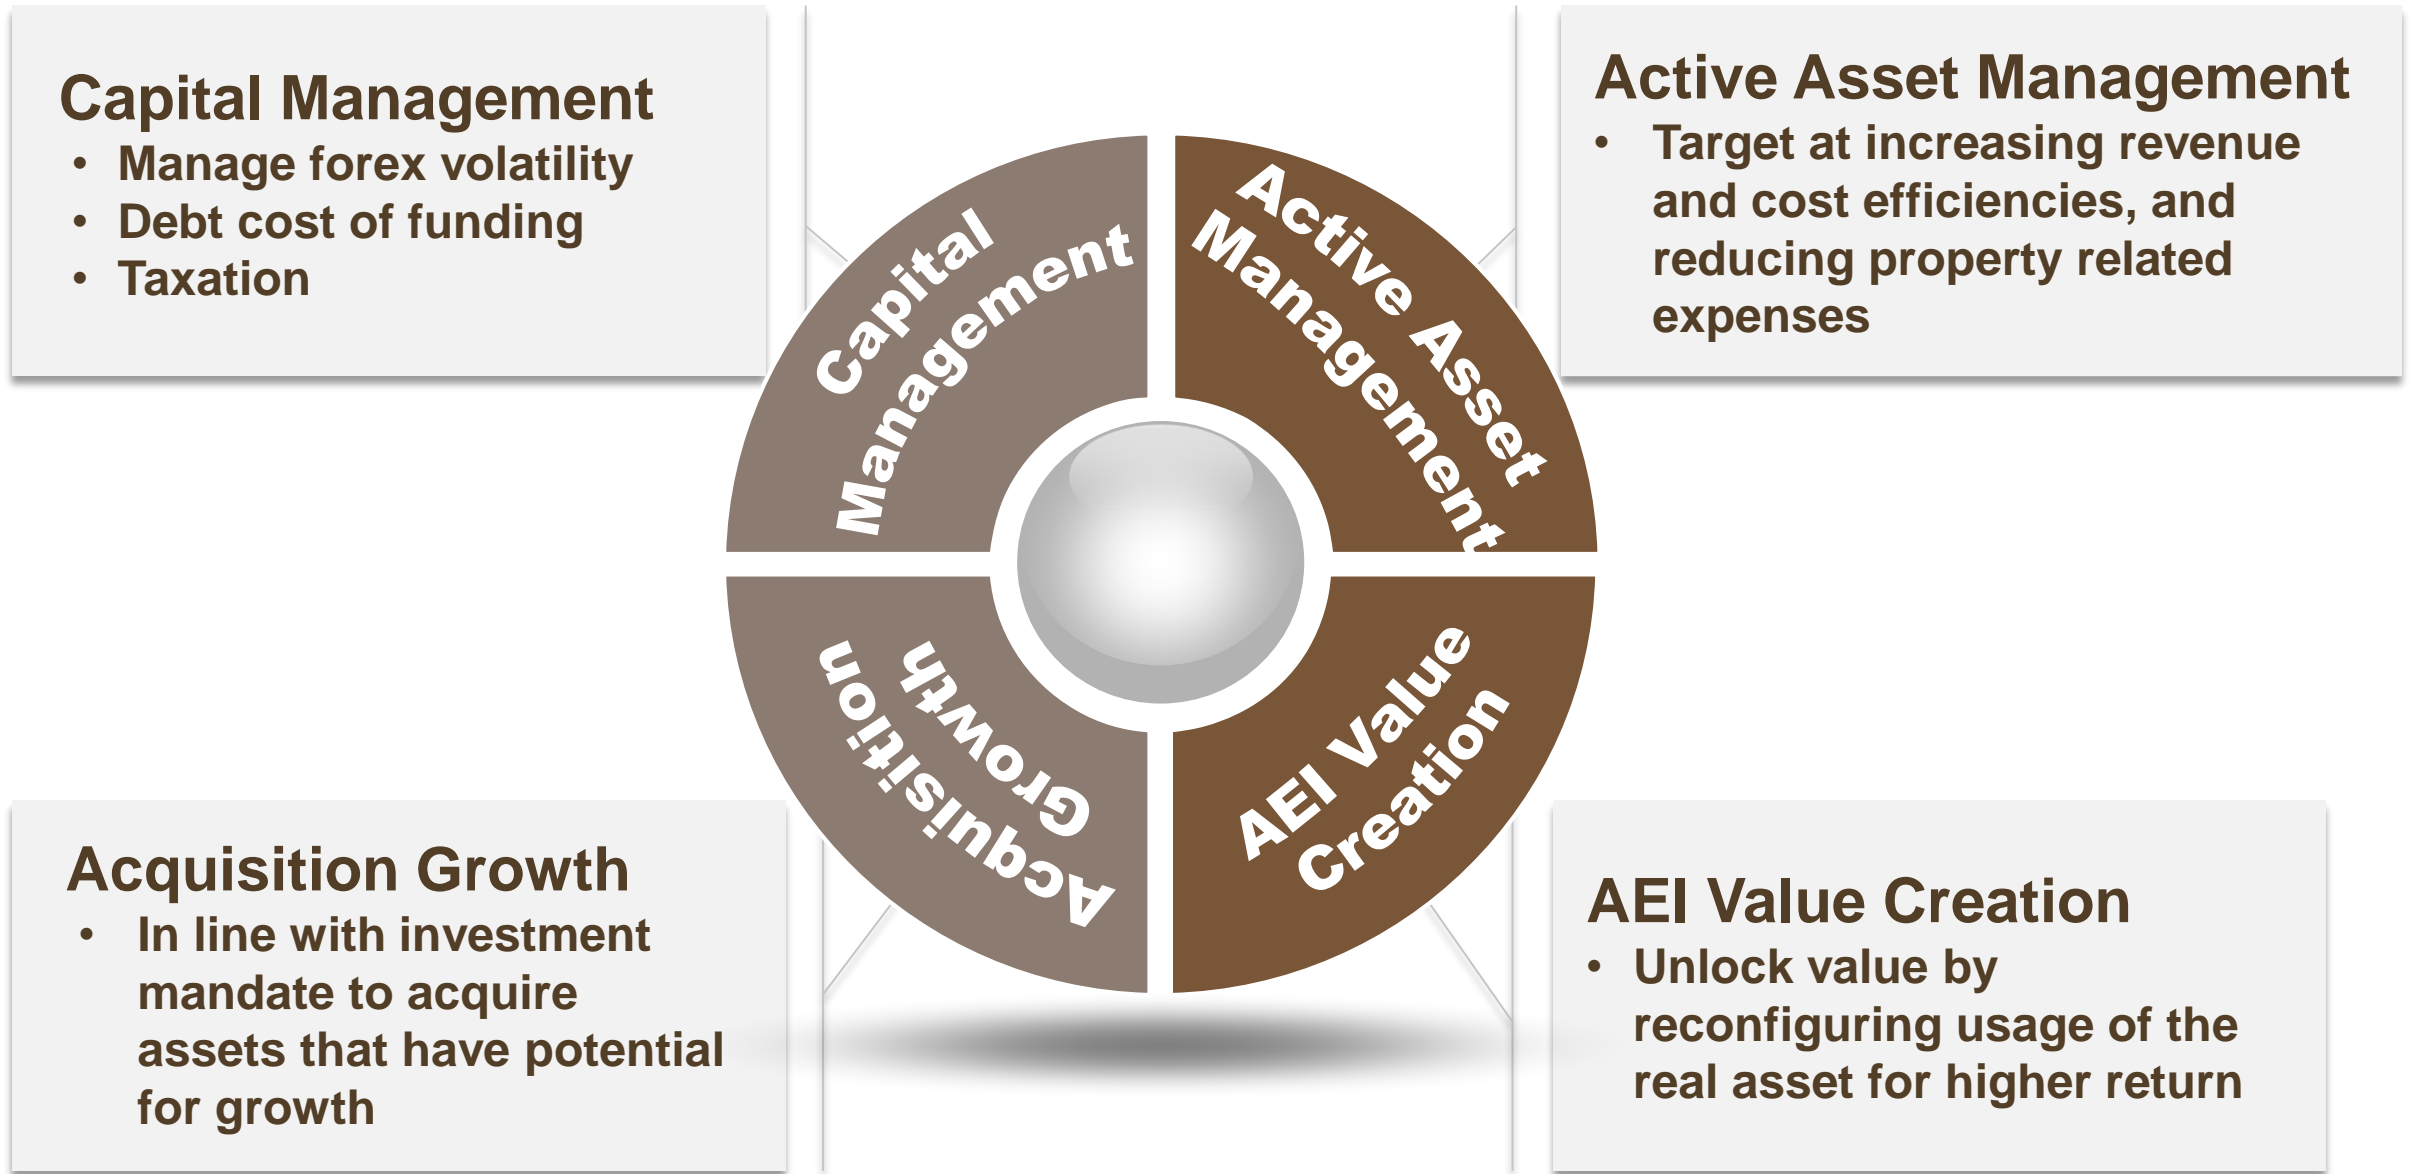 Capital Management
• Manage forex volatility
• Debt cost of funding
• Taxation
Active Asset Management
• Target at increasing revenue
and cost efficiencies, and
reducing property related
expenses
Capital
Management
Active Asset
Management
Acquisition
Growth
AEI Value
Creation
Acquisition Growth
• In line with investment
mandate to acquire
assets that have potential
for growth
AEI Value Creation
• Unlock value by
reconfiguring usage of the
real asset for higher return